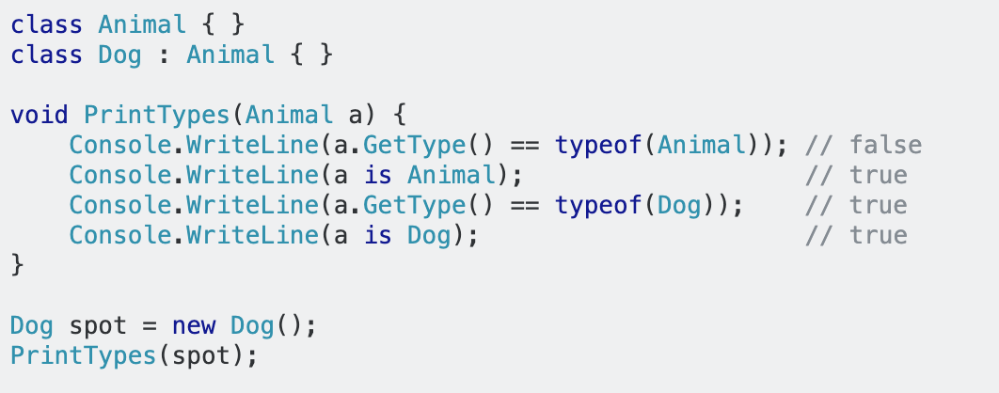 class Animal { }
class Dog : Animal { }

void PrintTypes(Animal a) {
    Console.WriteLine(a.GetType() == typeof(Animal)); // false
    Console.WriteLine(a is Animal);                   // true
    Console.WriteLine(a.GetType() == typeof(Dog));    // true
    Console.WriteLine(a is Dog);                      // true
}

Dog spot = new Dog();
PrintTypes(spot);